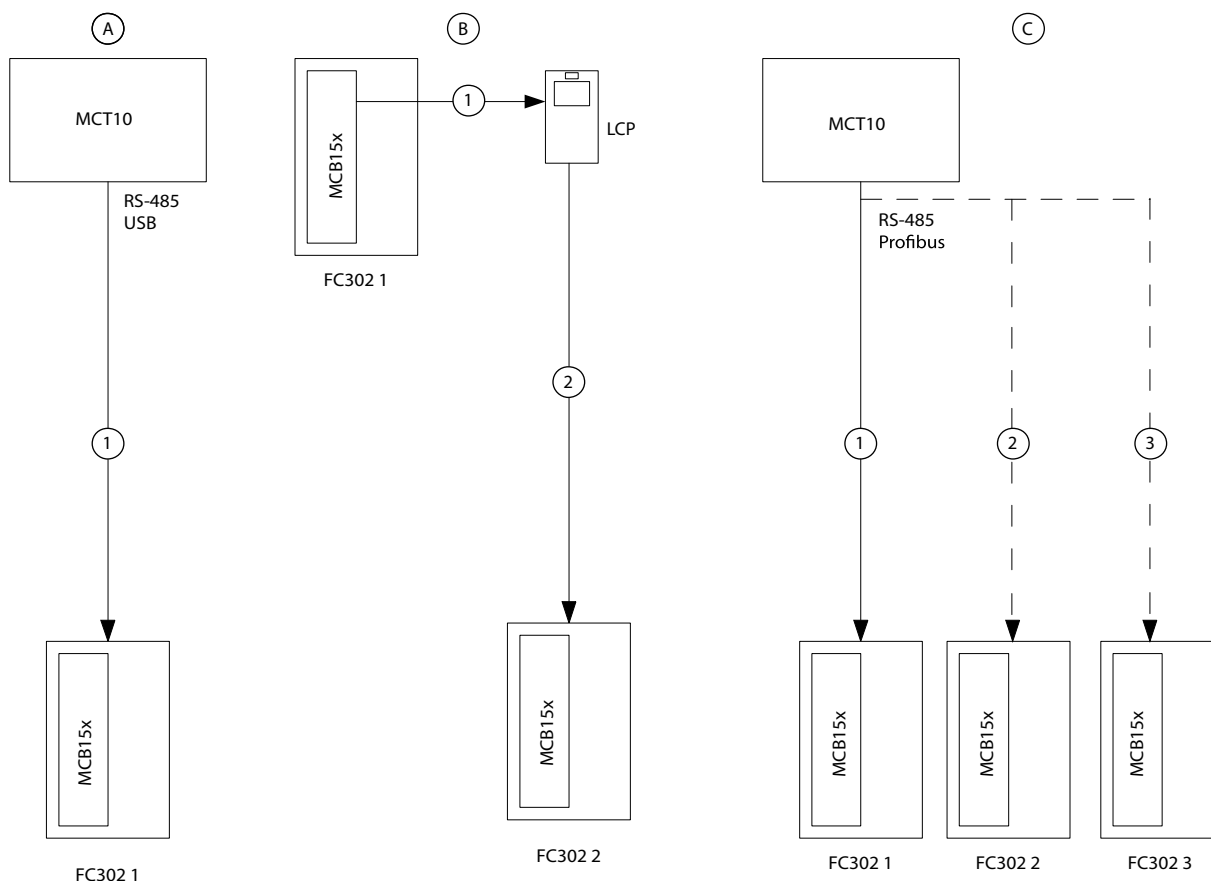 A
MCT10
RS-485
USB
1
MCB15x
FC302 1
B
MCB15x
FC302 1
1
LCP
2
MCB15x
FC302 2
C
MCT10
RS-485
Profibus
1
2
3
MCB15x
MCB15x
MCB15x
FC302 1
FC302 2
FC302 3